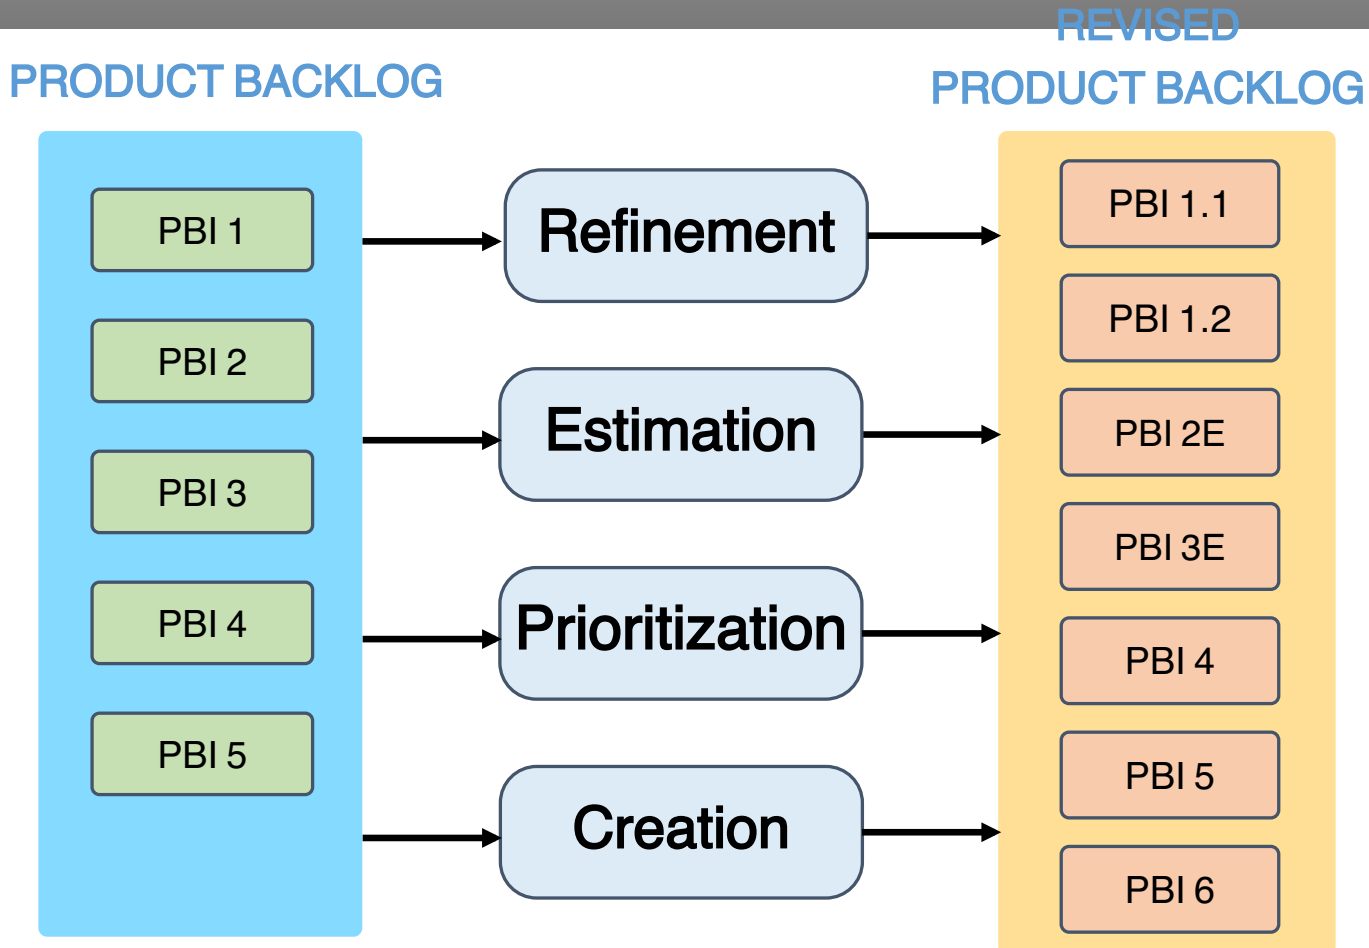 PRODUCT BACKLOG
PBI 1
PBI 2
PBI 3
PBI 4
PBI 5
Refinement
Estimation
Prioritization
Creation
REVISED
PRODUCT BACKLOG
PBI 1.1
PBI 1.2
PBI 2E
PBI 3E
PBI 4
PBI 5
PBI 6